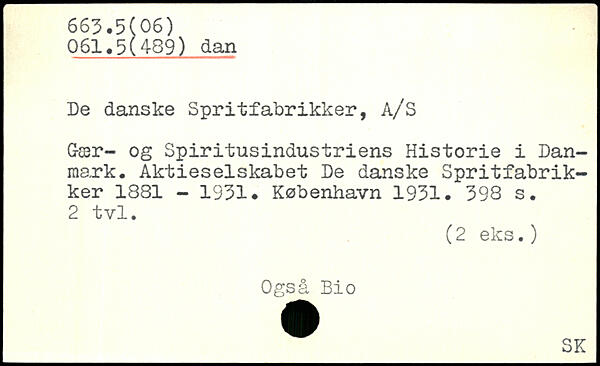 663.5(06)
061.5(489) dan
De danske Spritfabrikker, A/S
Gær- og Spiritusindustriens Historie i Dan-
mark. Aktieselskabet De danske Spritfabrik-
ker 1881 - 1931. København 1931. 398 s.
2 tvl.
(2 eks.)
Også Bio
SK